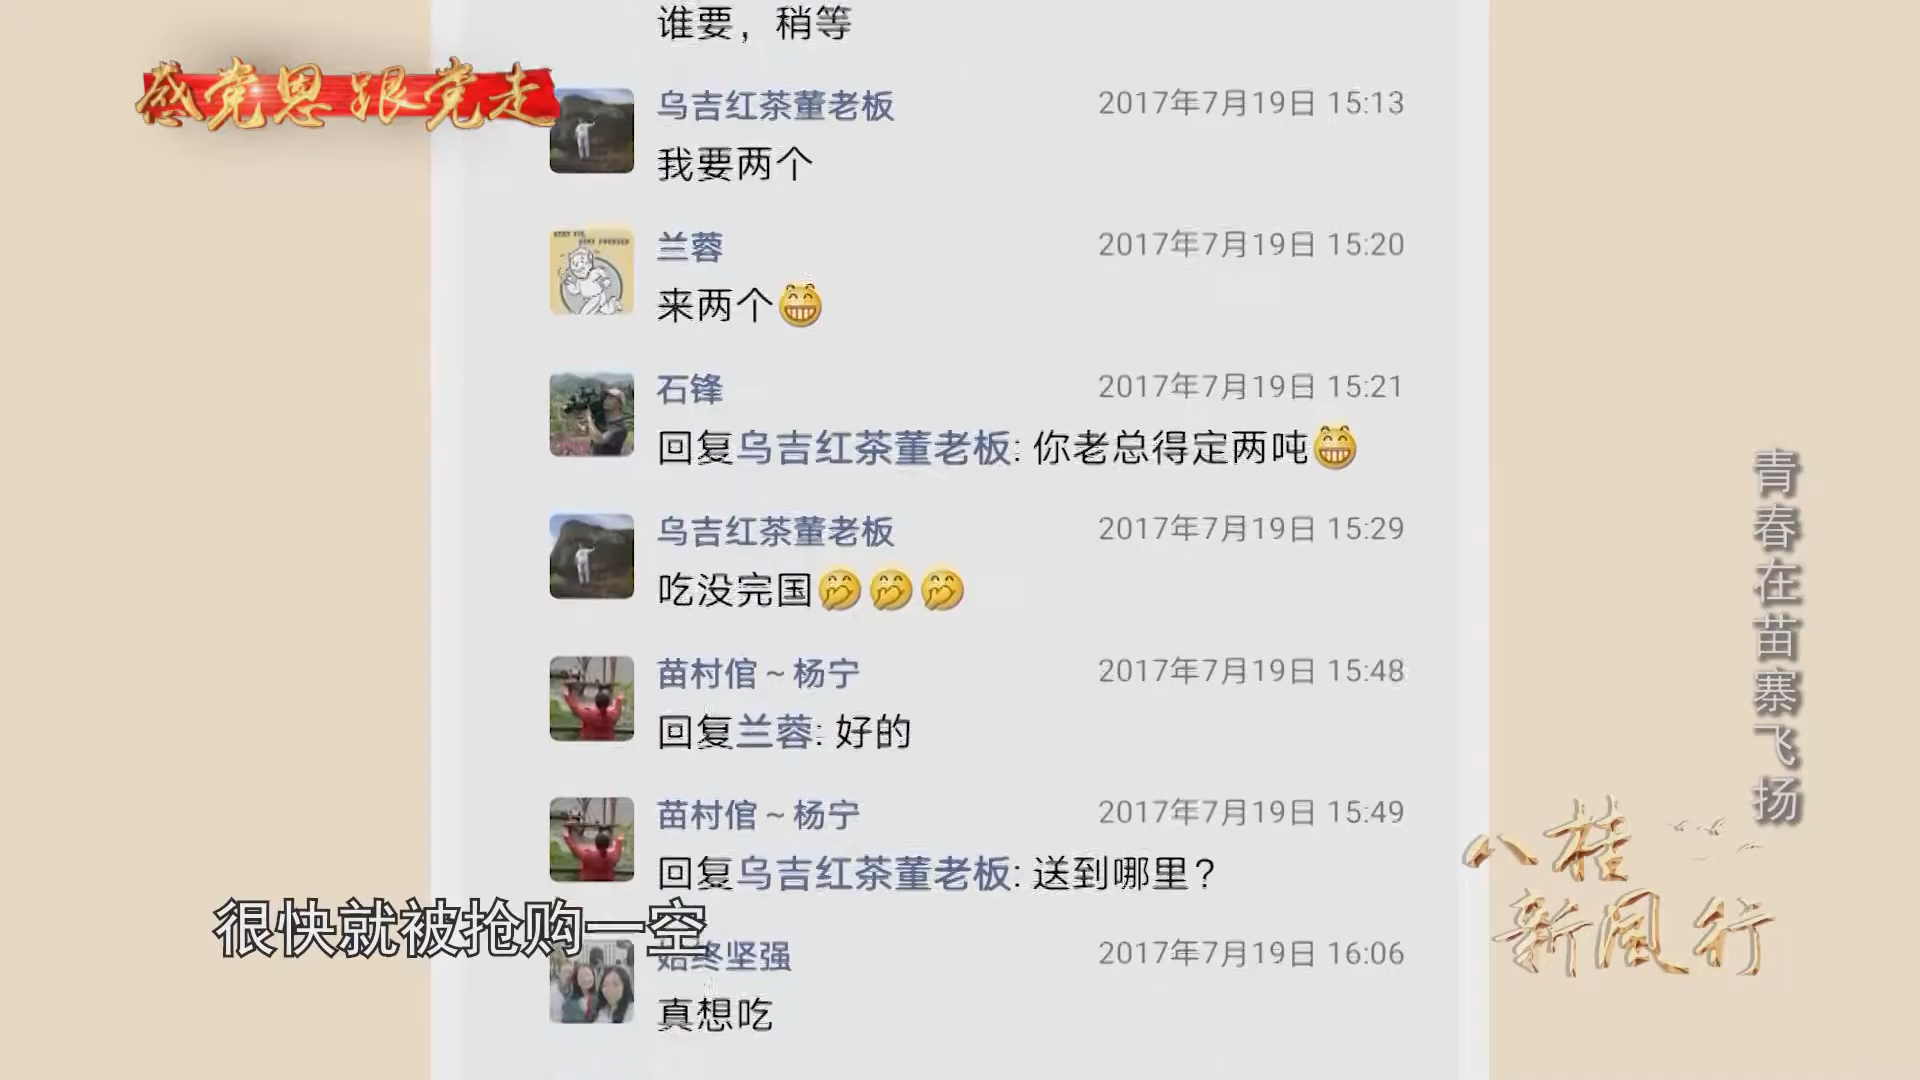 谁要，稍等
感党恩 跟党走
乌吉红茶董老板 2017年7月19日 15:13
我要两个
兰蓉 2017年7月19日 15:20
来两个
石锋 2017年7月19日 15:21
回复乌吉红茶董老板: 你老总得定两吨
乌吉红茶董老板 2017年7月19日 15:29
吃没完国
苗村倌~杨宁 2017年7月19日 15:48
回复兰蓉: 好的
苗村倌~杨宁 2017年7月19日 15:49
回复乌吉红茶董老板: 送到哪里?
很快就被抢购一空
始终坚强 2017年7月19日 16:06
真想吃
青春在苗寨飞扬
八桂
新风行